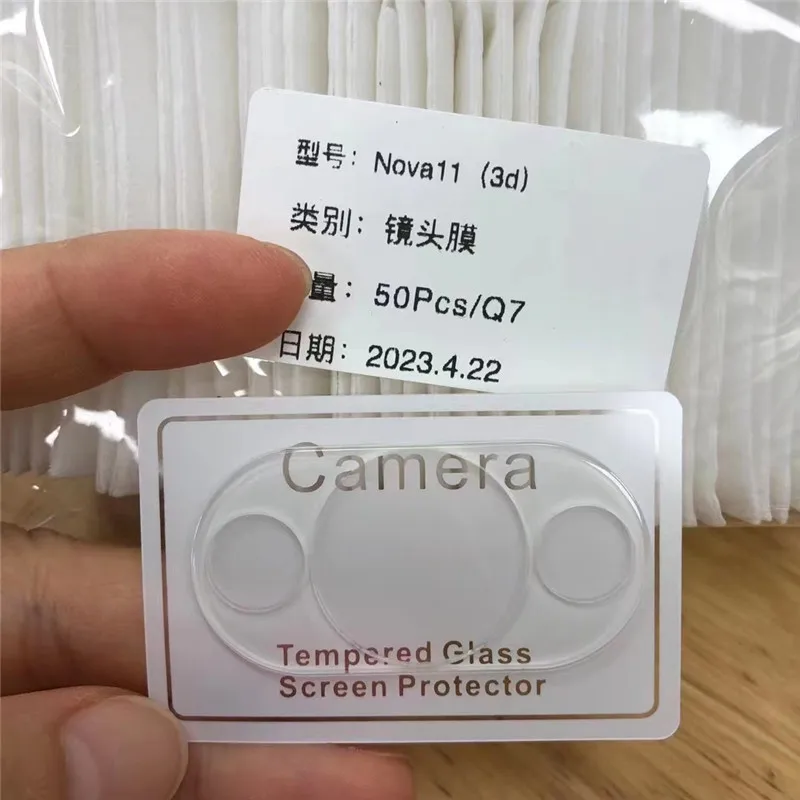 型号: Nova11 (3d)
类别: 镜头膜
量: 50Pcs/Q7
日期: 2023.4.22
Camera
Tempered Glass
Screen Protector